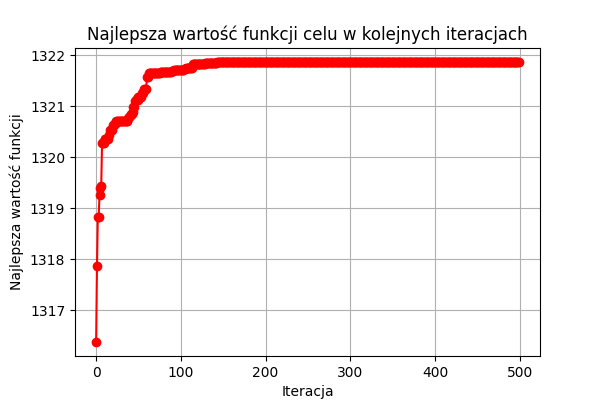 Najlepsza wartość funkcji celu w kolejnych iteracjach
Najlepsza wartość funkcji
1322
1321
1320
1319
1318
1317
0 100 200 300 400 500
Iteracja